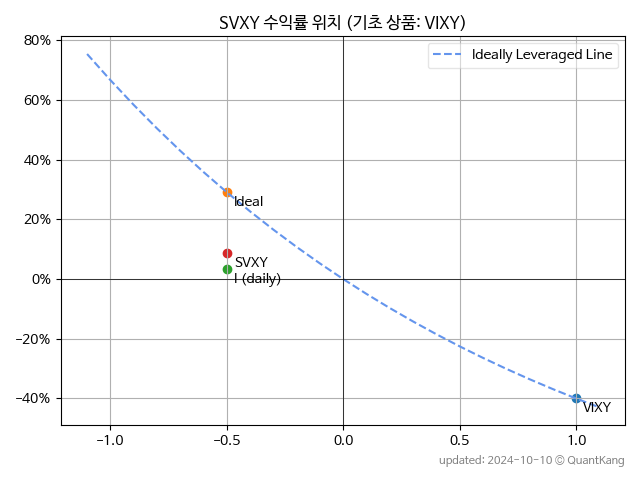 SVXY 수익률 위치 (기초 상품: VIXY)
80%
60%
40%
20%
0%
−20%
−40%
Ideally Leveraged Line
Ideal
SVXY
I (daily)
VIXY
−1.0
−0.5
0.0
0.5
1.0
updated: 2024-10-10 © QuantKang